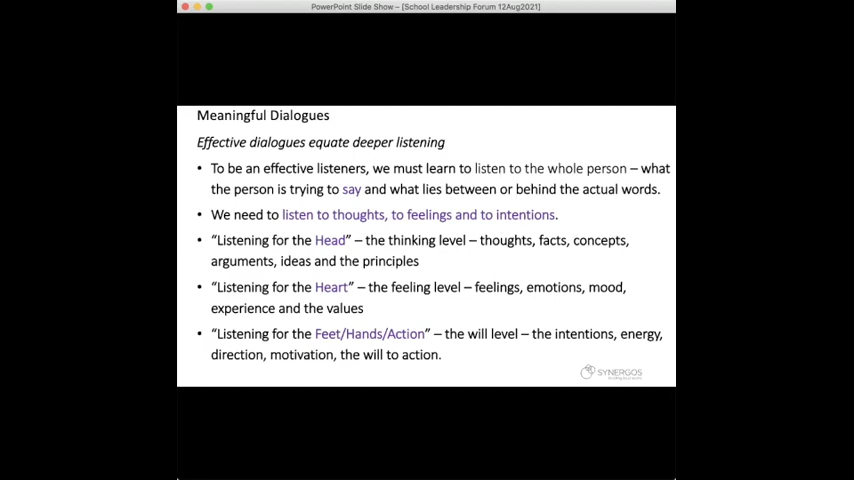 PowerPoint Slide Show – [School Leadership Forum 12Aug2021]
Meaningful Dialogues
Effective dialogues equate deeper listening
• To be an effective listeners, we must learn to listen to the whole person – what
the person is trying to say and what lies between or behind the actual words.
• We need to listen to thoughts, to feelings and to intentions.
• “Listening for the Head” – the thinking level – thoughts, facts, concepts,
arguments, ideas and the principles
• “Listening for the Heart” – the feeling level – feelings, emotions, mood,
experience and the values
• “Listening for the Feet/Hands/Action” – the will level – the intentions, energy,
direction, motivation, the will to action.
SYNERGOS